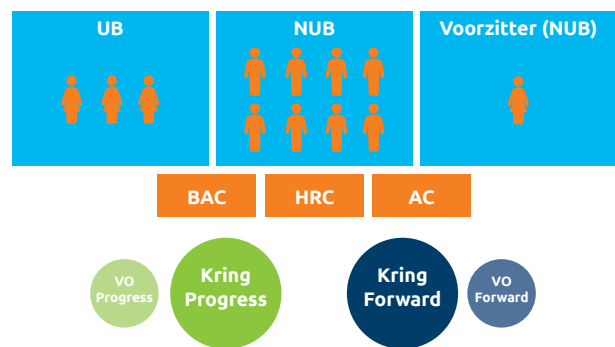 UB
NUB
Voorzitter (NUB)
BAC
HRC
AC
VO
Progress
Kring
Progress
Kring
Forward
VO
Forward